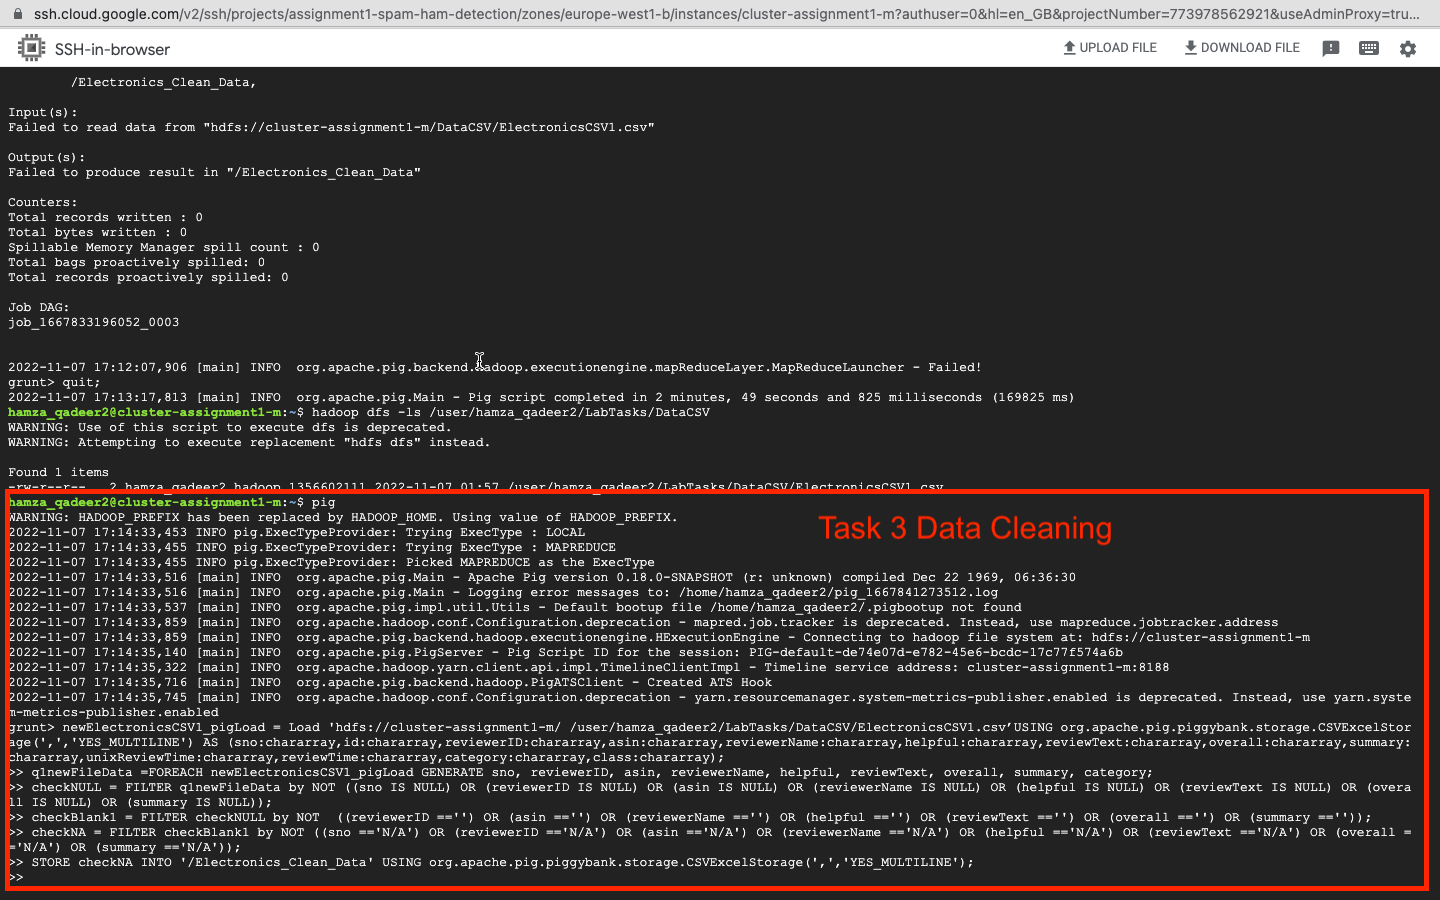 ssh.cloud.google.com/v2/ssh/projects/assignment1-spam-ham-detection/zones/europe-west1-b/instances/cluster-assignment1-m?authuser=0&hl=en_GB&projectNumber=773978562921&useAdminProxy=tru...
SSH-in-browser
UPLOAD FILE
DOWNLOAD FILE
/Electronics_Clean_Data,
Input(s):
Failed to read data from "hdfs://cluster-assignment1-m/DataCSV/ElectronicsCSV1.csv"
Output(s):
Failed to produce result in "/Electronics_Clean_Data"
Counters:
Total records written : 0
Total bytes written : 0
Spillable Memory Manager spill count : 0
Total bags proactively spilled: 0
Total records proactively spilled: 0
Job DAG:
job_1667833196052_0003
2022-11-07 17:12:07,906 [main] INFO  org.apache.pig.backend.hadoop.executionengine.mapReduceLayer.MapReduceLauncher - Failed!
grunt> quit;
2022-11-07 17:13:17,813 [main] INFO  org.apache.pig.Main - Pig script completed in 2 minutes, 49 seconds and 825 milliseconds (169825 ms)
hamza_qadeer2@cluster-assignment1-m:~$ hadoop dfs -ls /user/hamza_qadeer2/LabTasks/DataCSV
WARNING: Use of this script to execute dfs is deprecated.
WARNING: Attempting to execute replacement "hdfs dfs" instead.
Found 1 items
-rw-r--r--   2 hamza_qadeer2 hadoop 1356602111 2022-11-07 01:57 /user/hamza_qadeer2/LabTasks/DataCSV/ElectronicsCSV1.csv
hamza_qadeer2@cluster-assignment1-m:~$ pig
WARNING: HADOOP_PREFIX has been replaced by HADOOP_HOME. Using value of HADOOP_PREFIX.
Task 3 Data Cleaning
2022-11-07 17:14:33,453 INFO pig.ExecTypeProvider: Trying ExecType : LOCAL
2022-11-07 17:14:33,455 INFO pig.ExecTypeProvider: Trying ExecType : MAPREDUCE
2022-11-07 17:14:33,455 INFO pig.ExecTypeProvider: Picked MAPREDUCE as the ExecType
2022-11-07 17:14:33,516 [main] INFO  org.apache.pig.Main - Apache Pig version 0.18.0-SNAPSHOT (r: unknown) compiled Dec 22 1969, 06:36:30
2022-11-07 17:14:33,516 [main] INFO  org.apache.pig.Main - Logging error messages to: /home/hamza_qadeer2/pig_1667841273512.log
2022-11-07 17:14:33,537 [main] INFO  org.apache.pig.impl.util.Utils - Default bootup file /home/hamza_qadeer2/.pigbootup not found
2022-11-07 17:14:33,859 [main] INFO  org.apache.hadoop.conf.Configuration.deprecation - mapred.job.tracker is deprecated. Instead, use mapreduce.jobtracker.address
2022-11-07 17:14:33,859 [main] INFO  org.apache.pig.backend.hadoop.executionengine.HExecutionEngine - Connecting to hadoop file system at: hdfs://cluster-assignment1-m
2022-11-07 17:14:35,140 [main] INFO  org.apache.pig.PigServer - Pig Script ID for the session: PIG-default-de74e07d-e782-45e6-bcdc-17c77f574a6b
2022-11-07 17:14:35,322 [main] INFO  org.apache.hadoop.yarn.client.api.impl.TimelineClientImpl - Timeline service address: cluster-assignment1-m:8188
2022-11-07 17:14:35,716 [main] INFO  org.apache.pig.backend.hadoop.PigATSClient - Created ATS Hook
2022-11-07 17:14:35,745 [main] INFO  org.apache.hadoop.conf.Configuration.deprecation - yarn.resourcemanager.system-metrics-publisher.enabled is deprecated. Instead, use yarn.syste
m-metrics-publisher.enabled
grunt> newElectronicsCSV1_pigLoad = Load 'hdfs://cluster-assignment1-m/ /user/hamza_qadeer2/LabTasks/DataCSV/ElectronicsCSV1.csv’USING org.apache.pig.piggybank.storage.CSVExcelStor
age(',','YES_MULTILINE') AS (sno:chararray,id:chararray,reviewerID:chararray,asin:chararray,reviewerName:chararray,helpful:chararray,reviewText:chararray,overall:chararray,summary:
chararray,unixReviewTime:chararray,reviewTime:chararray,category:chararray,class:chararray);
>> q1newFileData =FOREACH newElectronicsCSV1_pigLoad GENERATE sno, reviewerID, asin, reviewerName, helpful, reviewText, overall, summary, category;
>> checkNULL = FILTER q1newFileData by NOT ((sno IS NULL) OR (reviewerID IS NULL) OR (asin IS NULL) OR (reviewerName IS NULL) OR (helpful IS NULL) OR (reviewText IS NULL) OR (overa
ll IS NULL) OR (summary IS NULL));
>> checkBlank1 = FILTER checkNULL by NOT  ((reviewerID =='') OR (asin =='') OR (reviewerName =='') OR (helpful =='') OR (reviewText =='') OR (overall =='') OR (summary ==''));
>> checkNA = FILTER checkBlank1 by NOT ((sno =='N/A') OR (reviewerID =='N/A') OR (asin =='N/A') OR (reviewerName =='N/A') OR (helpful =='N/A') OR (reviewText =='N/A') OR (overall =
='N/A') OR (summary =='N/A'));
>> STORE checkNA INTO '/Electronics_Clean_Data' USING org.apache.pig.piggybank.storage.CSVExcelStorage(',','YES_MULTILINE');
>>